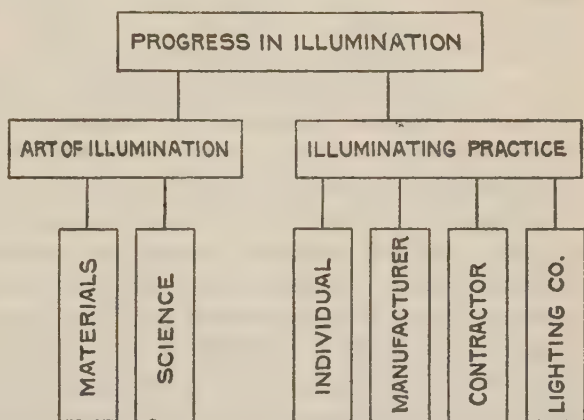 PROGRESS IN ILLUMINATION
ART OF ILLUMINATION
ILLUMINATING PRACTICE
MATERIALS
SCIENCE
INDIVIDUAL
MANUFACTURER
CONTRACTOR
LIGHTING CO.